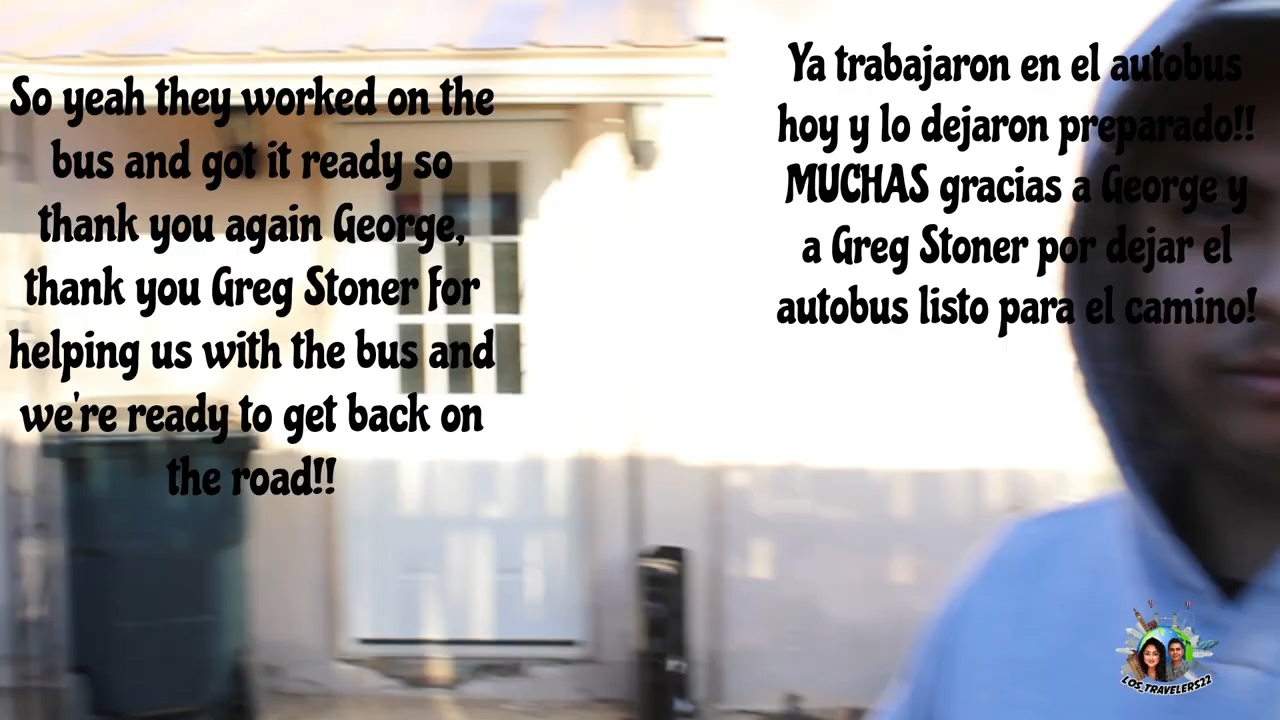 So yeah they worked on the
bus and got it ready so
thank you again George,
thank you Greg Stoner for
helping us with the bus and
we're ready to get back on
the road!!
Ya trabajaron en el autobus
hoy y lo dejaron preparado!!
MUCHAS gracias a George y
a Greg Stoner por dejar el
autobus listo para el camino!
LOS_TRAVELERS22